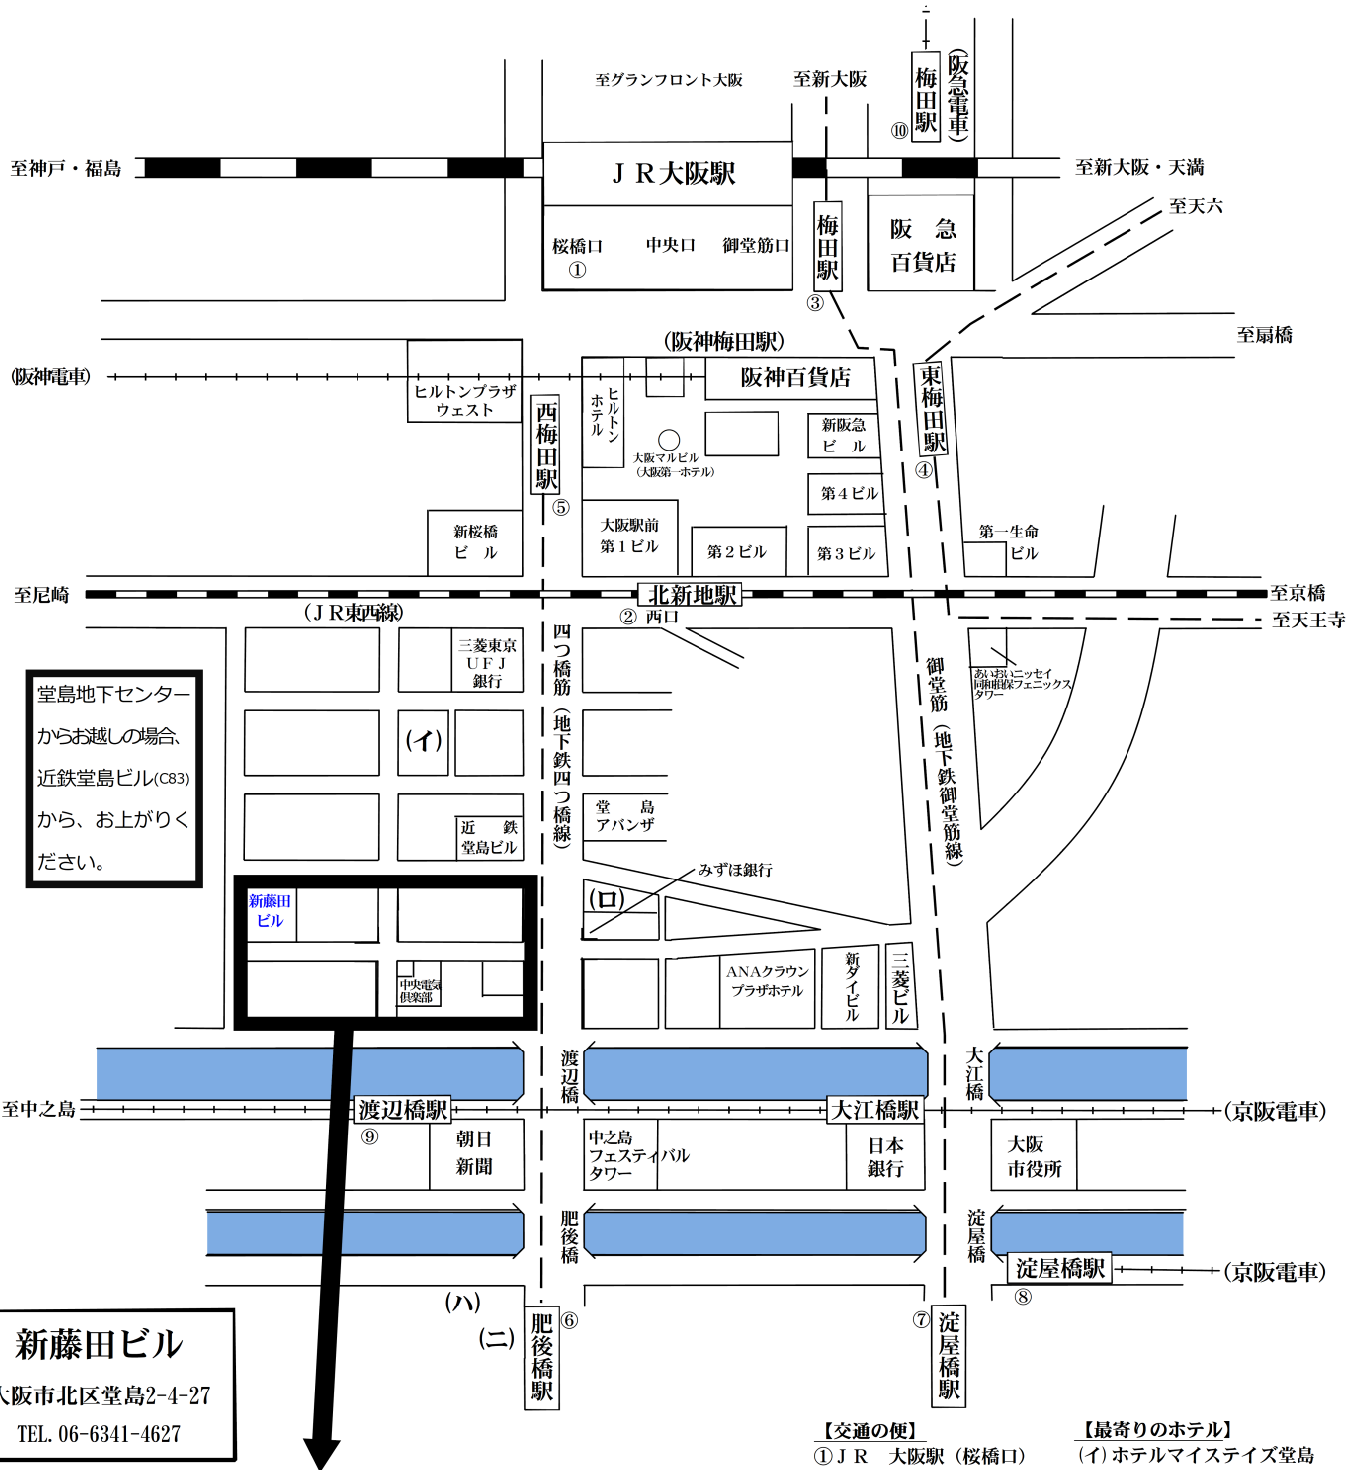 至グランフロント大阪
至新大阪
梅田駅
(阪急電車)
⑩
至神戸・福島
ＪＲ大阪駅
至新大阪・天満
至天六
桜橋口
①
中央口
御堂筋口
梅田駅
③
阪 急
百貨店
至扇橋
(阪神梅田駅)
(阪神電車)
ヒルトンプラザ
ウェスト
西梅田駅
⑤
ヒルトン
ホテル
阪神百貨店
東梅田駅
④
大阪マルビル
(大阪第一ホテル)
新阪急
ビ ル
第４ビル
新桜橋
ビ ル
大阪駅前
第１ビル
第２ビル
第３ビル
第一生命
ビル
至尼崎
(ＪＲ東西線)
北新地駅
② 西口
至京橋
至天王寺
三菱東京
ＵＦＪ
銀行
四つ橋筋(地下鉄四つ橋線)
御堂筋(地下鉄御堂筋線)
あいおいニッセイ
同和損保フェニックス
タワー
堂島地下センター
からお越しの場合、
近鉄堂島ビル(C83)
から、お上がりく
ださい。
(イ)
近 鉄
堂島ビル
堂 島
アバンザ
みずほ銀行
(ロ)
新藤田
ビル
中央電気
倶楽部
ANAクラウン
プラザホテル
新ダイビル
三菱ビル
渡辺橋
大江橋
至中之島
渡辺橋駅
⑨
大江橋駅
(京阪電車)
朝日
新聞
中之島
フェスティバル
タワー
日本
銀行
大阪
市役所
肥後橋
淀屋橋
淀屋橋駅
⑧
(京阪電車)
(ハ)
(ニ)
肥後橋駅
⑥
⑦
淀屋橋駅
新藤田ビル
大阪市北区堂島2-4-27
TEL. 06-6341-4627
【交通の便】
①ＪＲ 大阪駅（桜橋口）
【最寄りのホテル】
(イ)ホテルマイステイズ堂島